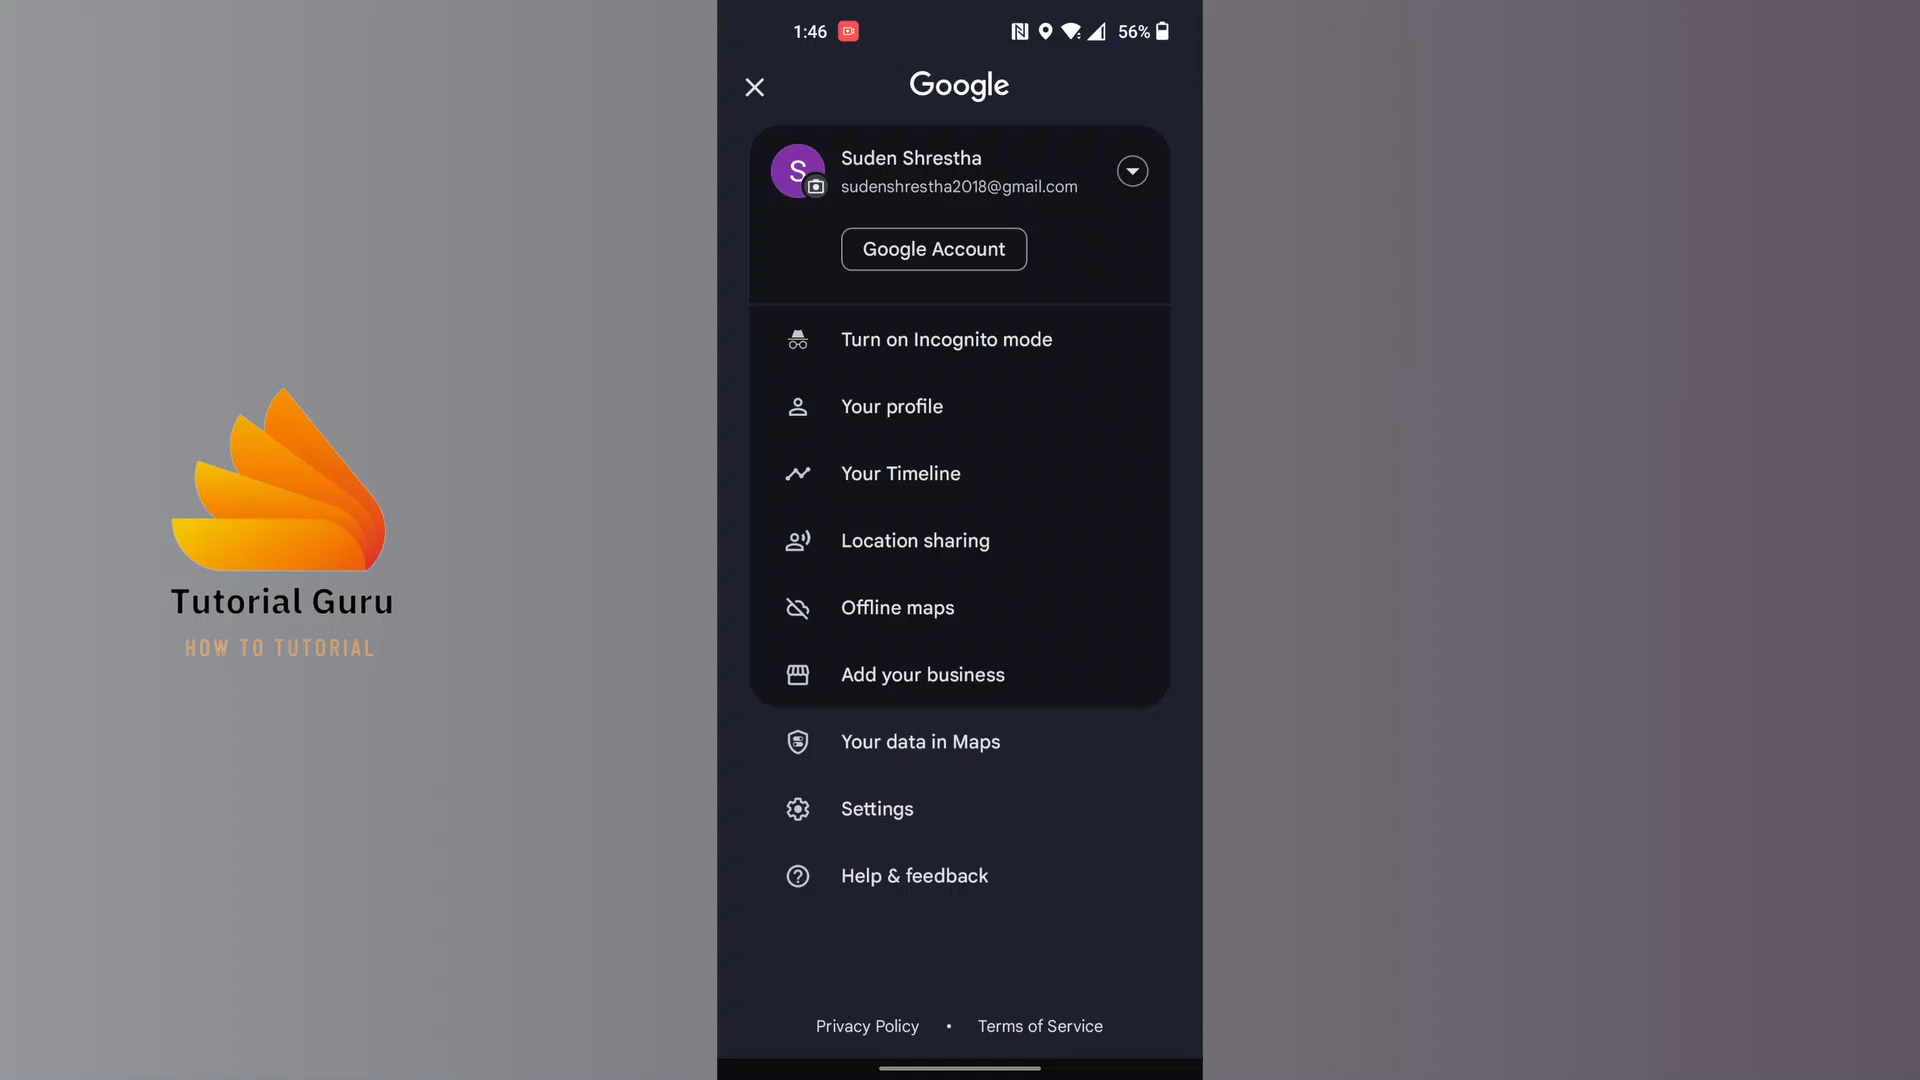 1:46
56%
Google
S
Suden Shrestha
sudenshrestha2018@gmail.com
Google Account
Turn on Incognito mode
Your profile
Your Timeline
Location sharing
Offline maps
Add your business
Your data in Maps
Settings
Help & feedback
Privacy Policy • Terms of Service
Tutorial Guru
HOW TO TUTORIAL